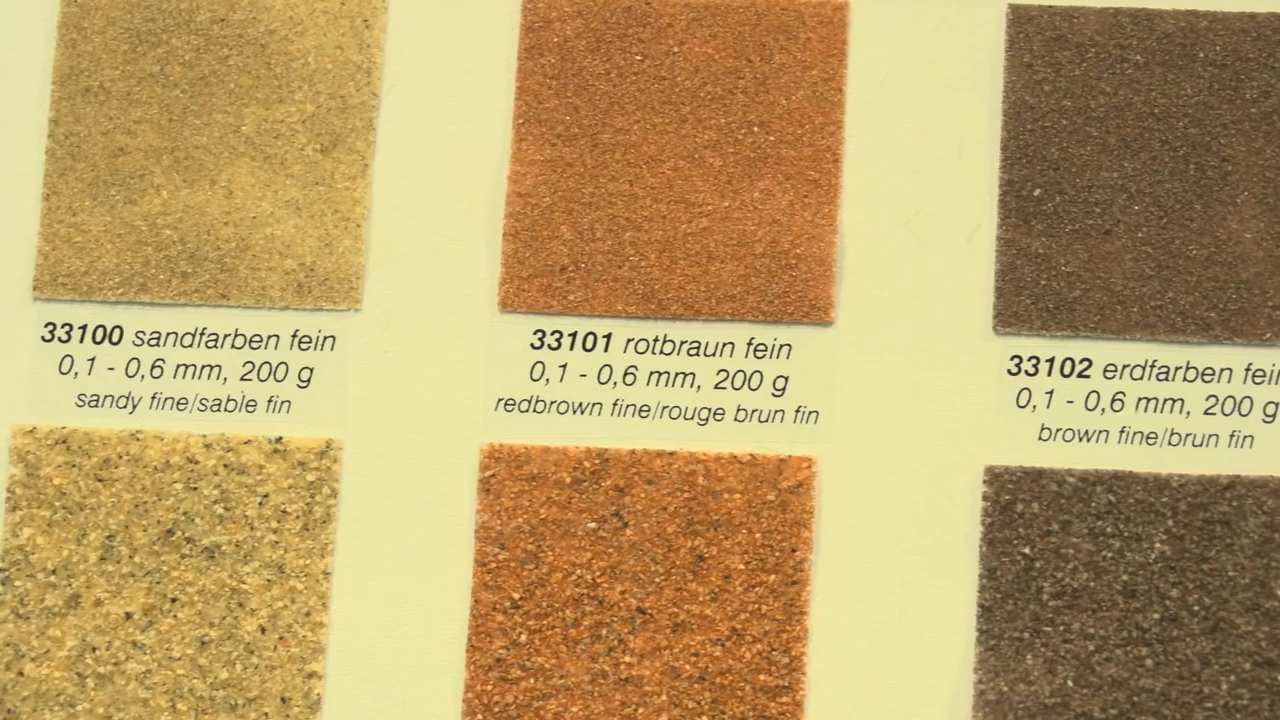 33100 sandfarben fein
0,1 - 0,6 mm, 200 g
sandy fine/sable fin
33101 rotbraun fein
0,1 - 0,6 mm, 200 g
redbrown fine/rouge brun fin
33102 erdfarben fein
0,1 - 0,6 mm, 200 g
brown fine/brun fin